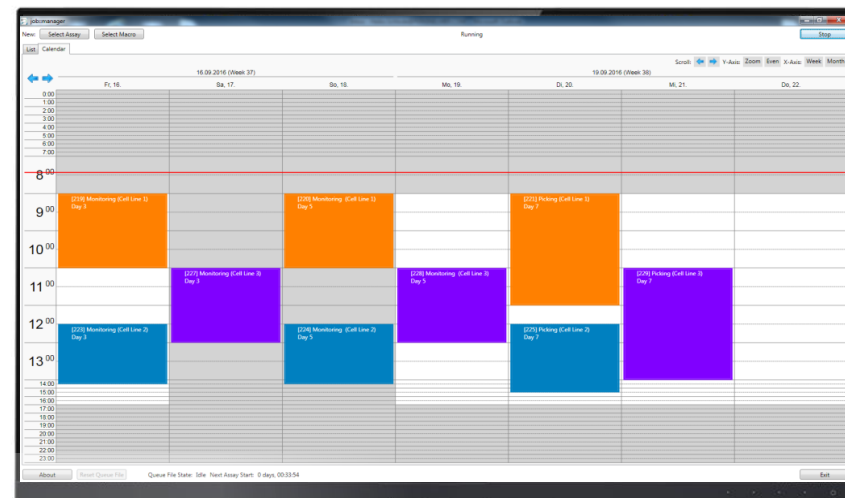 jobs:manager
New: Select Assay Select Macro Running Stop
List Calendar
Scroll: Y-Axis: Zoom Even X-Axis: Week Month
16.09.2016 (Week 37) 19.09.2016 (Week 38)
Fr, 16. Sa, 17. So, 18. Mo, 19. Di, 20. Mi, 21. Do, 22.
0:00
1:00
2:00
3:00
4:00
5:00
6:00
7:00
8 00
[219] Monitoring (Cell Line 1) [220] Monitoring (Cell Line 1) [221] Picking (Cell Line 1)
Day 3 Day 5 Day 7
9 00
10 00
[227] Monitoring (Cell Line 3) [228] Monitoring (Cell Line 3) [229] Picking (Cell Line 3)
Day 3 Day 5 Day 7
11 00
12 00
[223] Monitoring (Cell Line 2) [224] Monitoring (Cell Line 2) [225] Picking (Cell Line 2)
Day 3 Day 5 Day 7
13 00
14:00
15:00
16:00
17:00
18:00
19:00
20:00
21:00
22:00
23:00
About Reset Queue File Queue File State: Idle Next Assay Start: 0 days, 00:33:54 Exit